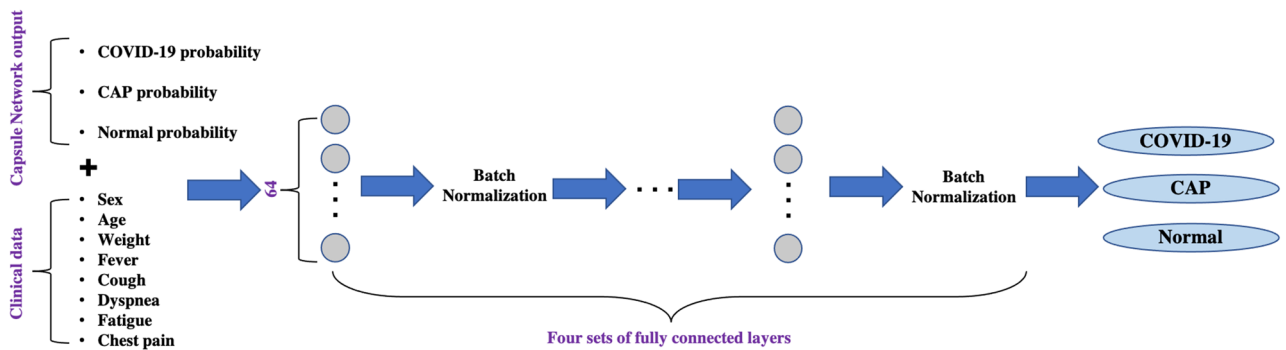 Capsule Network output
• COVID-19 probability
• CAP probability
• Normal probability
+
Clinical data
• Sex
• Age
• Weight
• Fever
• Cough
• Dyspnea
• Fatigue
• Chest pain
64
Batch
Normalization
...
Batch
Normalization
Four sets of fully connected layers
COVID-19
CAP
Normal